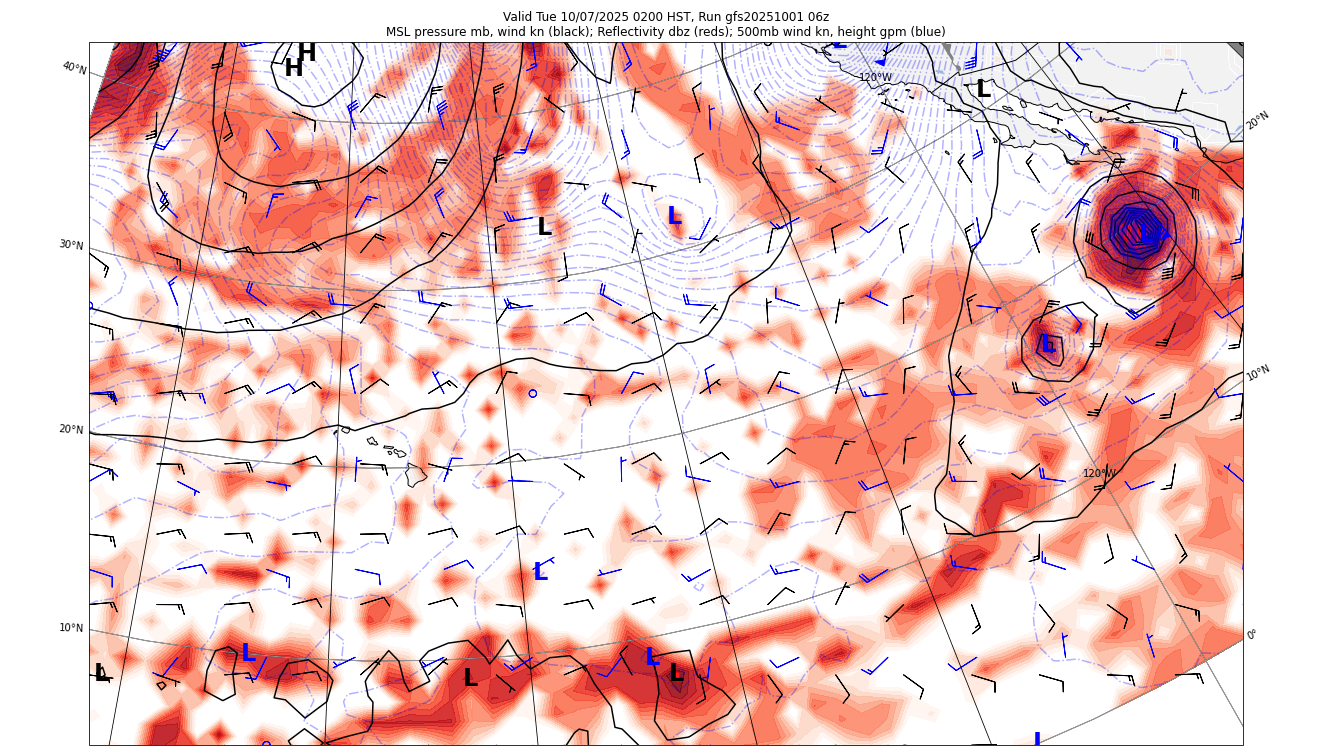 Valid Tue 10/07/2025 0200 HST, Run gfs20251001 06z
MSL pressure mb, wind kn (black); Reflectivity dbz (reds); 500mb wind kn, height gpm (blue)
H
H
L
40°N
120°W
L
20°N
L
L
L
30°N
L
10°N
20°N
120°W
L
10°N
0°
L
L
L
L
L
L